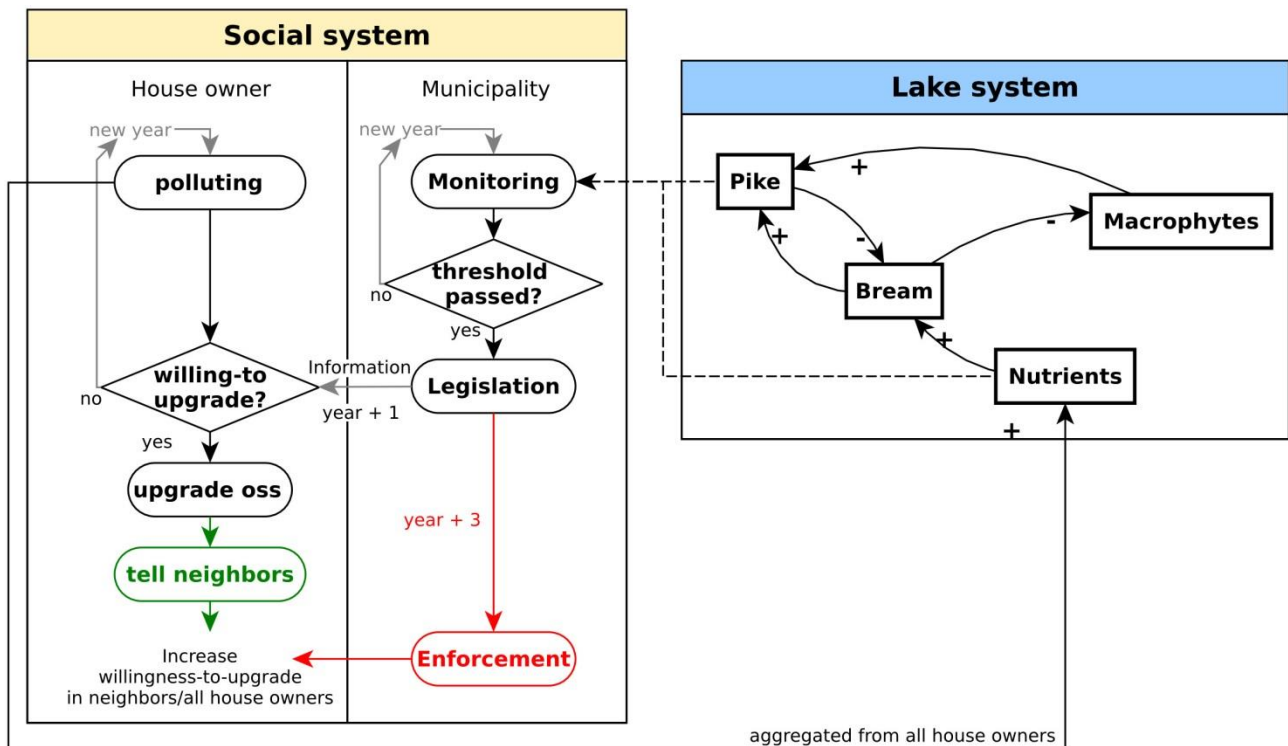 Social system
House owner
Municipality
new year
polluting
willing-to
upgrade?
no
yes
upgrade oss
tell neighbors
Increase
willingness-to-upgrade
in neighbors/all house owners
new year
Monitoring
threshold
passed?
no
yes
Legislation
Information
year + 1
year + 3
Enforcement
Lake system
Pike
+
Macrophytes
+
-
-
Bream
+
Nutrients
+
aggregated from all house owners